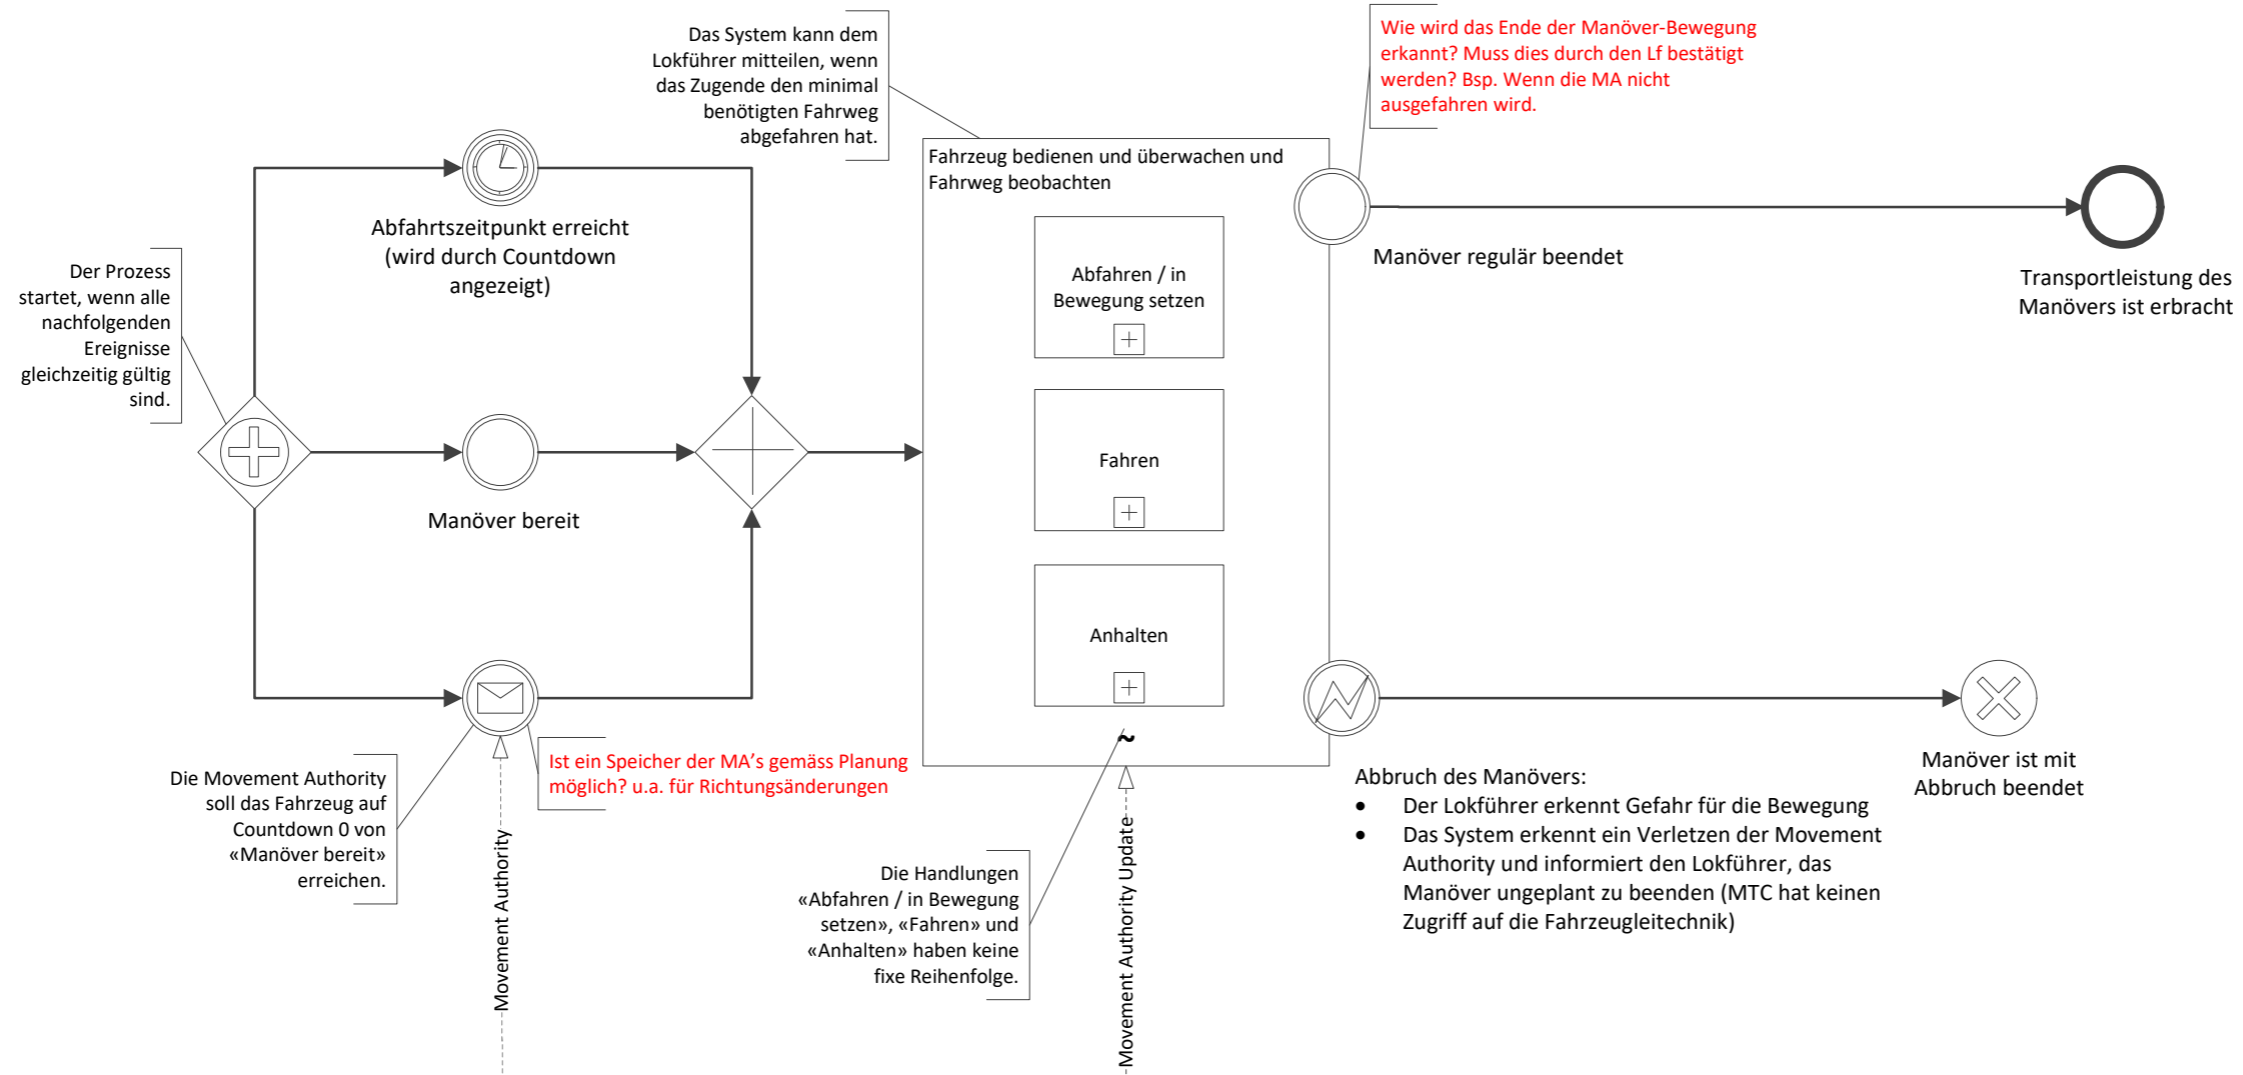 Das System kann dem
Lokführer mitteilen, wenn
das Zugende den minimal
benötigten Fahrweg
abgefahren hat.
Wie wird das Ende der Manöver-Bewegung
erkannt? Muss dies durch den Lf bestätigt
werden? Bsp. Wenn die MA nicht
ausgefahren wird.
Abfahrtszeitpunkt erreicht
(wird durch Countdown
angezeigt)
Der Prozess
startet, wenn alle
nachfolgenden
Ereignisse
gleichzeitig gültig
sind.
Manöver bereit
Fahrzeug bedienen und überwachen und
Fahrweg beobachten
Abfahren / in
Bewegung setzen
Fahren
Anhalten
~
Manöver regulär beendet
Transportleistung des
Manövers ist erbracht
Die Movement Authority
soll das Fahrzeug auf
Countdown 0 von
«Manöver bereit»
erreichen.
Ist ein Speicher der MA's gemäss Planung
möglich? u.a. für Richtungsänderungen
Movement Authority
Die Handlungen
«Abfahren / in Bewegung
setzen», «Fahren» und
«Anhalten» haben keine
fixe Reihenfolge.
Movement Authority Update
Abbruch des Manövers:
• Der Lokführer erkennt Gefahr für die Bewegung
• Das System erkennt ein Verletzen der Movement
Authority und informiert den Lokführer, das
Manöver ungeplant zu beenden (MTC hat keinen
Zugriff auf die Fahrzeugleitechnik)
Manöver ist mit
Abbruch beendet